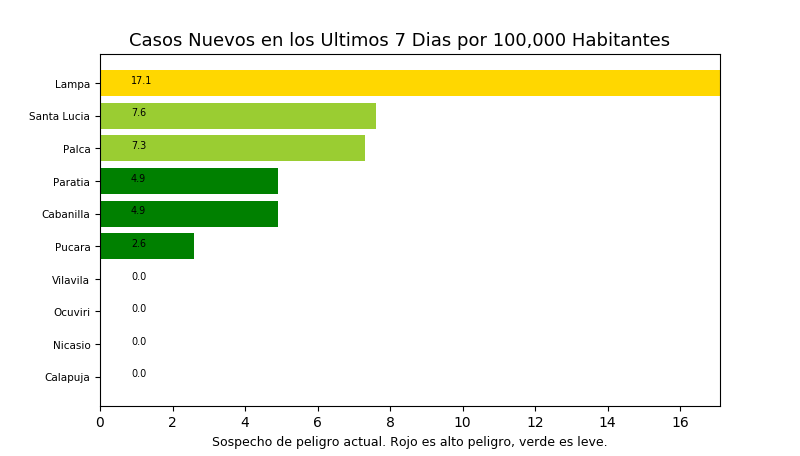 Casos Nuevos en los Ultimos 7 Dias por 100,000 Habitantes
Lampa 17.1
Santa Lucia 7.6
Palca 7.3
Paratia 4.9
Cabanilla 4.9
Pucara 2.6
Vilavila 0.0
Ocuviri 0.0
Nicasio 0.0
Calapuja 0.0
0 2 4 6 8 10 12 14 16
Sospecho de peligro actual. Rojo es alto peligro, verde es leve.